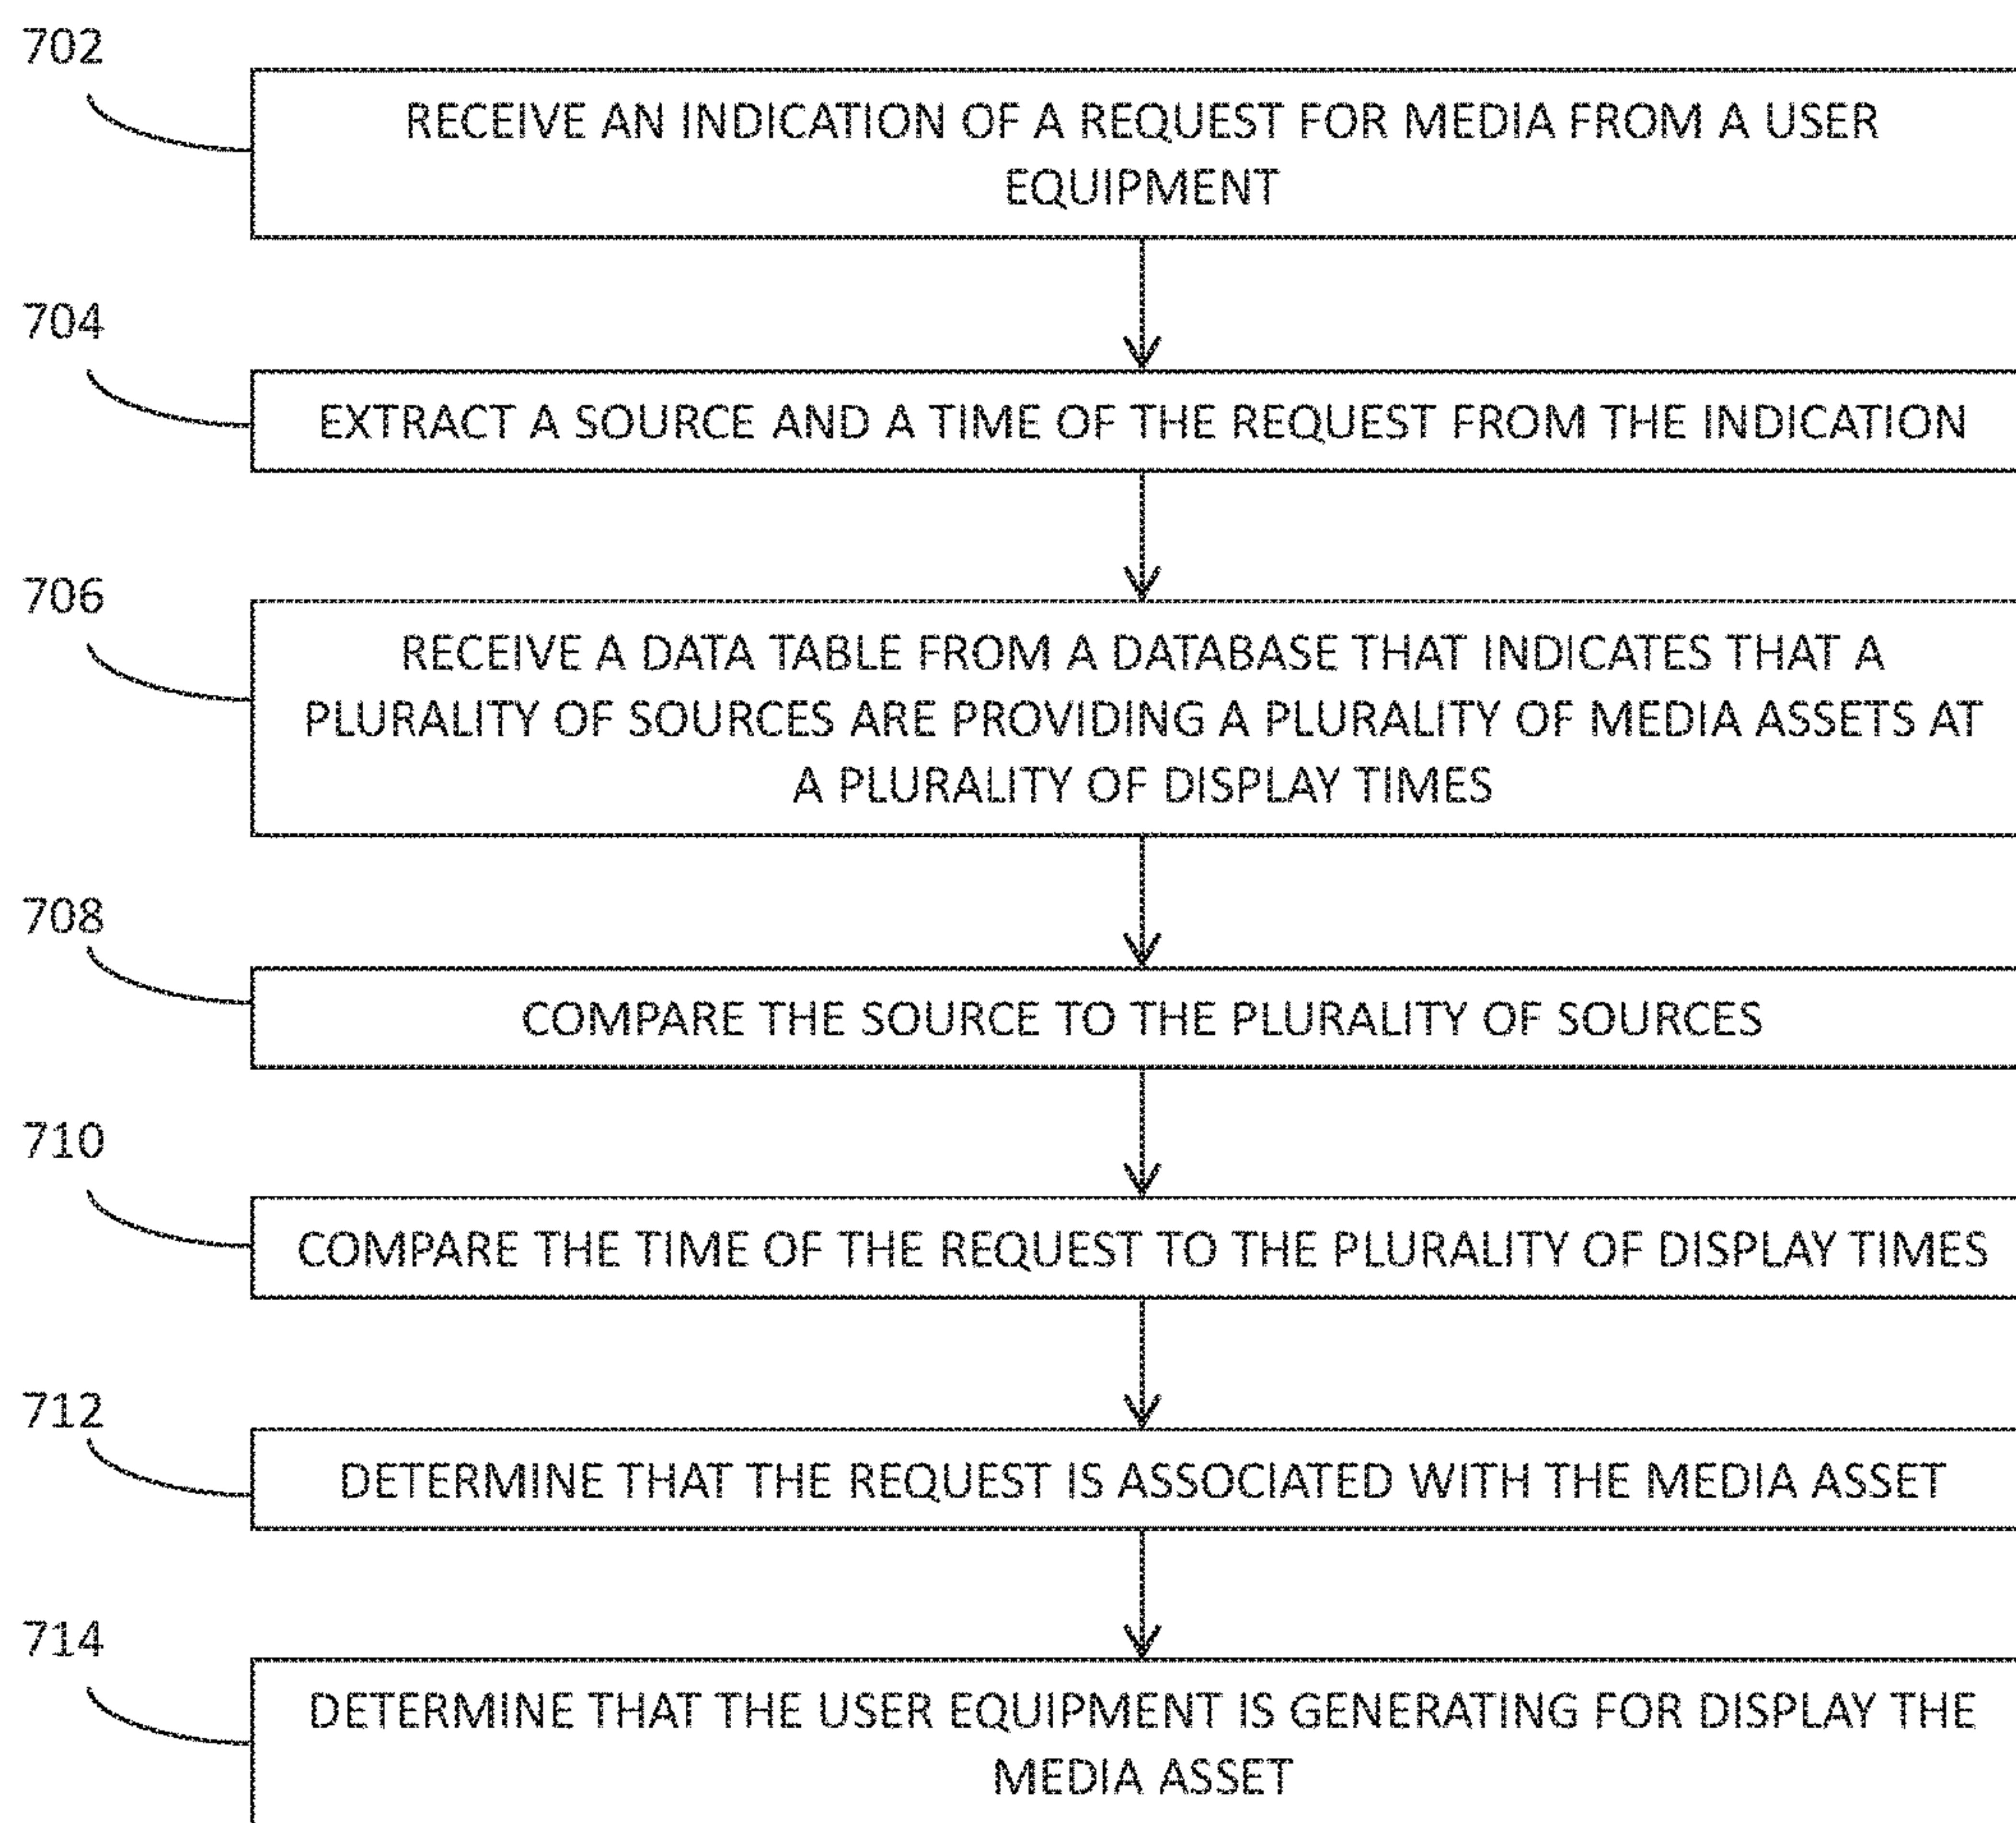 702
RECEIVE AN INDICATION OF A REQUEST FOR MEDIA FROM A USER
EQUIPMENT
704
EXTRACT A SOURCE AND A TIME OF THE REQUEST FROM THE INDICATION
706
RECEIVE A DATA TABLE FROM A DATABASE THAT INDICATES THAT A
PLURALITY OF SOURCES ARE PROVIDING A PLURALITY OF MEDIA ASSETS AT
A PLURALITY OF DISPLAY TIMES
708
COMPARE THE SOURCE TO THE PLURALITY OF SOURCES
710
COMPARE THE TIME OF THE REQUEST TO THE PLURALITY OF DISPLAY TIMES
712
DETERMINE THAT THE REQUEST IS ASSOCIATED WITH THE MEDIA ASSET
714
DETERMINE THAT THE USER EQUIPMENT IS GENERATING FOR DISPLAY THE
MEDIA ASSET